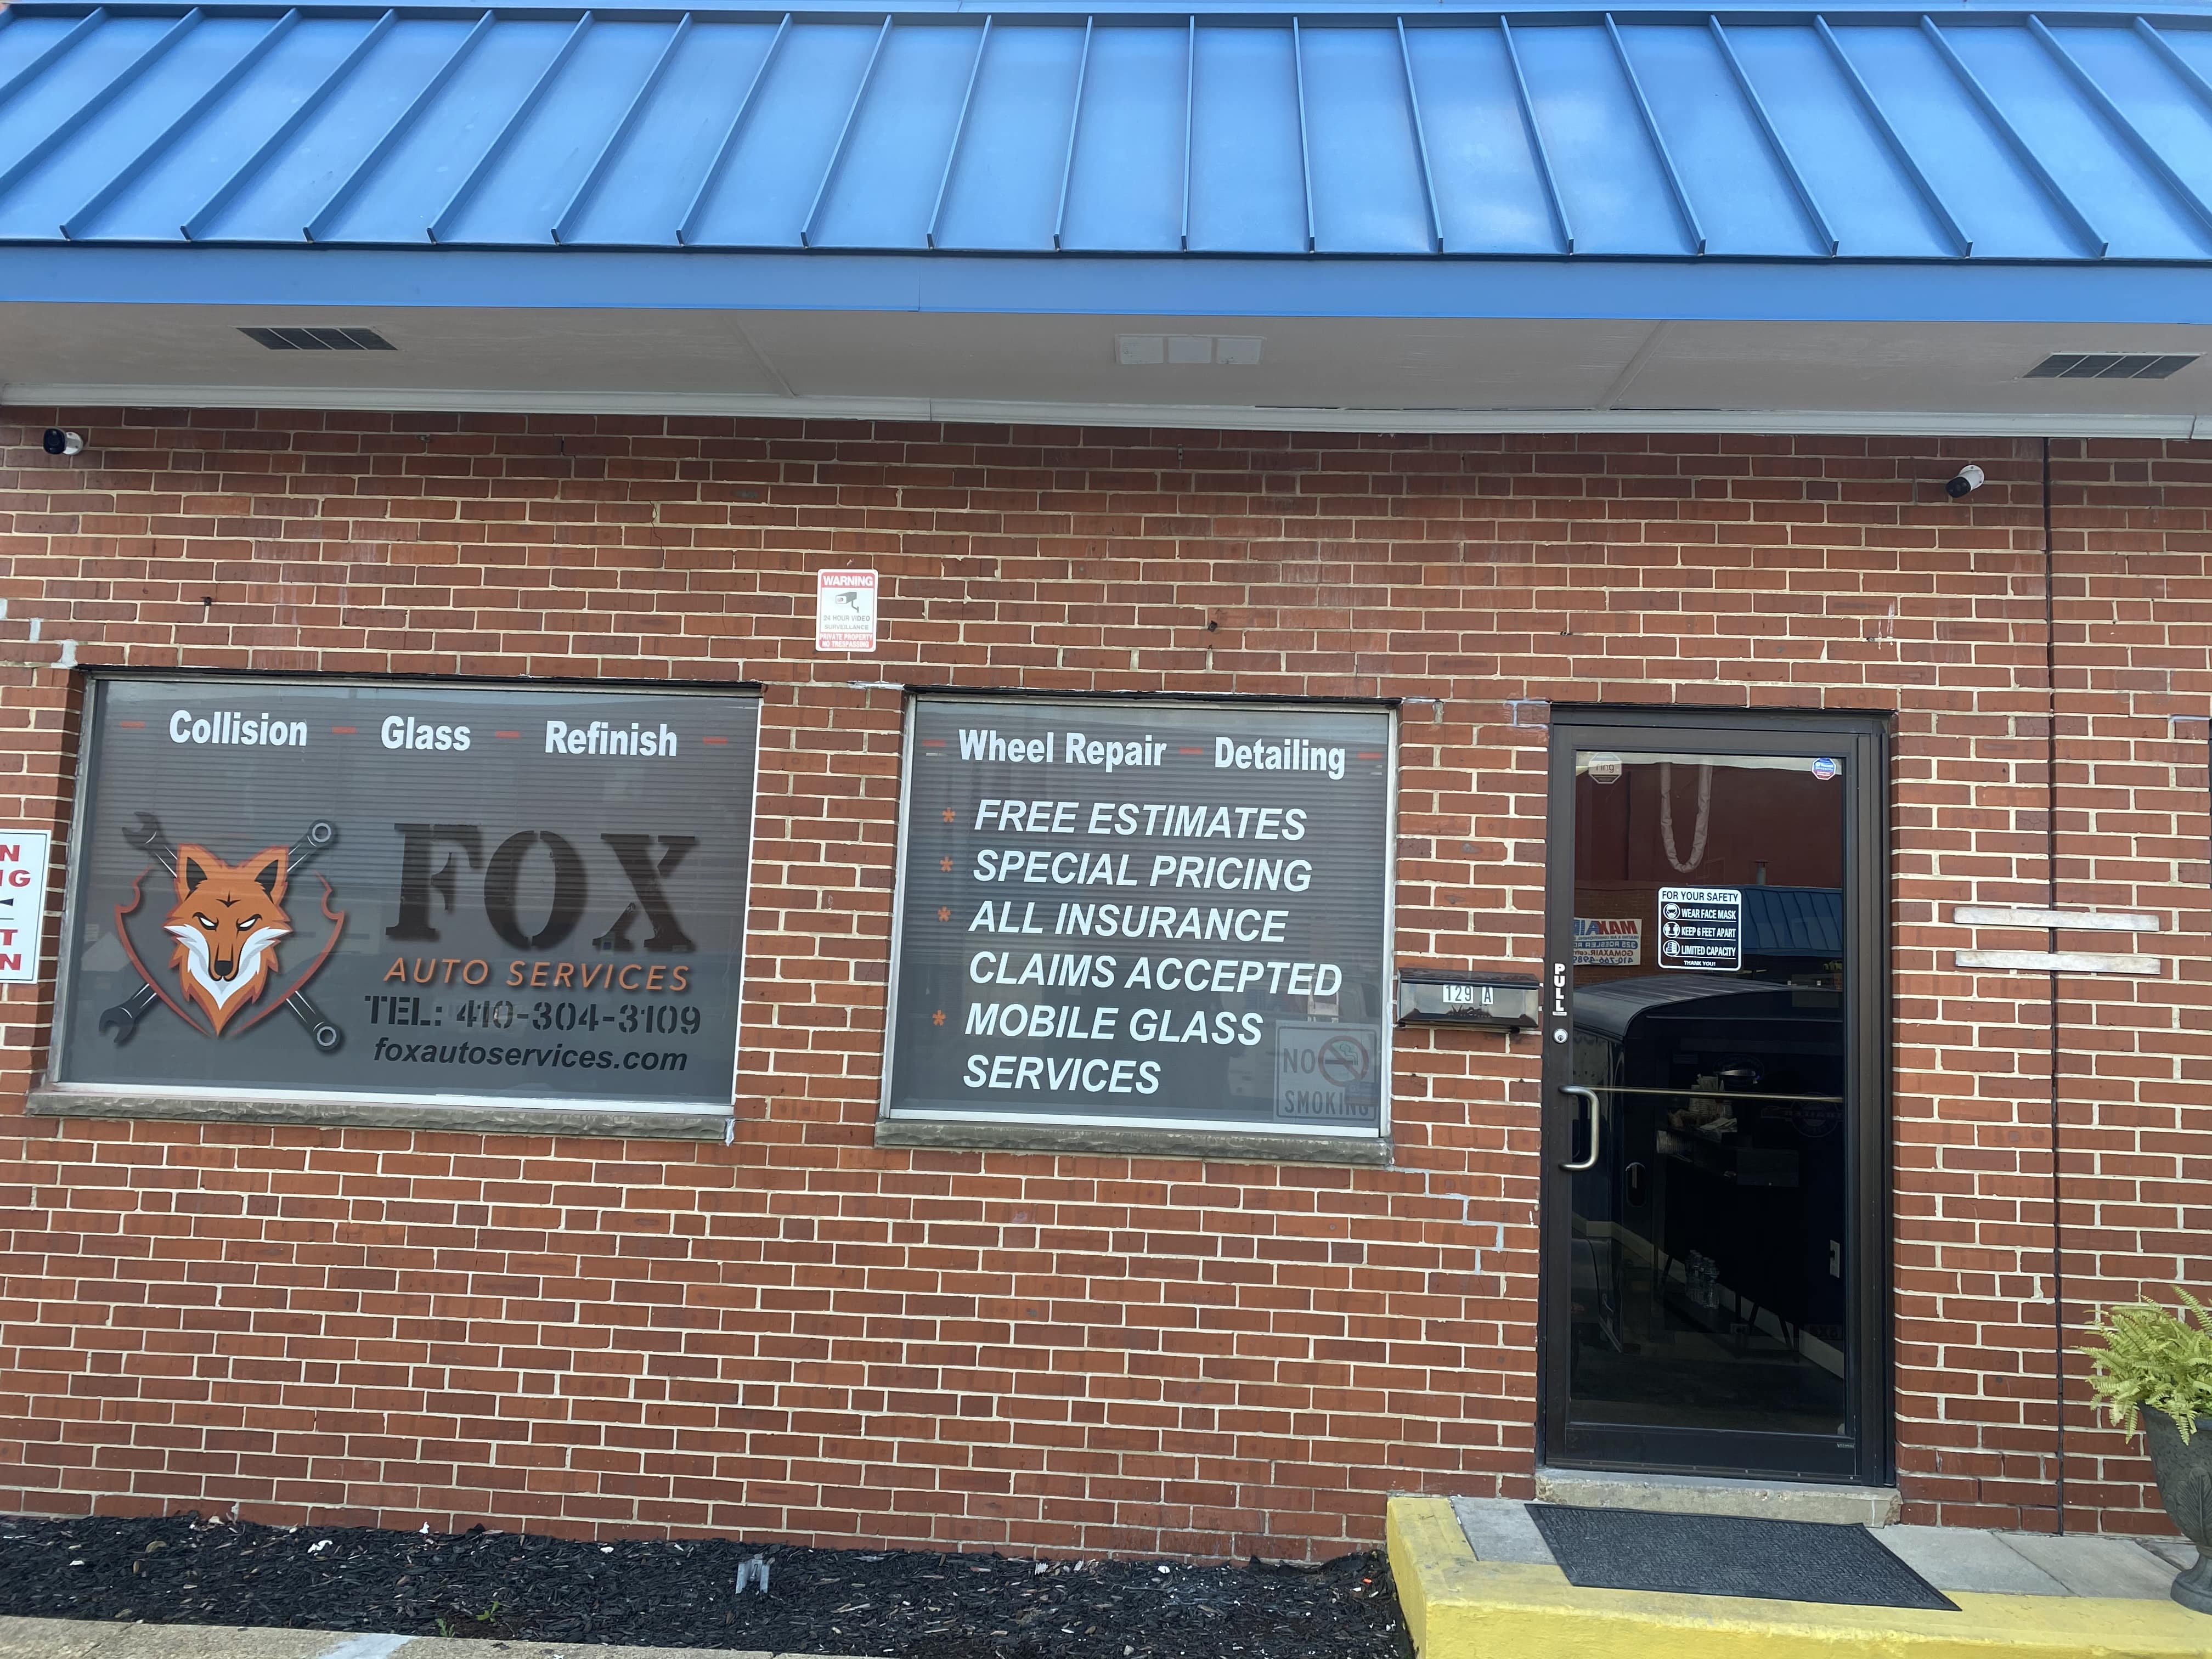 WARNING
24 HOUR VIDEO
SURVEILLANCE
PRIVATE PROPERTY
NO TRESPASSING
Collision - Glass - Refinish
FOX
AUTO SERVICES
TEL: 410-304-3109
foxautoservices.com
Wheel Repair - Detailing
* FREE ESTIMATES
* SPECIAL PRICING
* ALL INSURANCE
CLAIMS ACCEPTED
* MOBILE GLASS
SERVICES
NO
SMOKING
129 A
PULL
ring
FOR YOUR SAFETY
WEAR FACE MASK
KEEP 6 FEET APART
LIMITED CAPACITY
THANK YOU!
N
IG
T
N